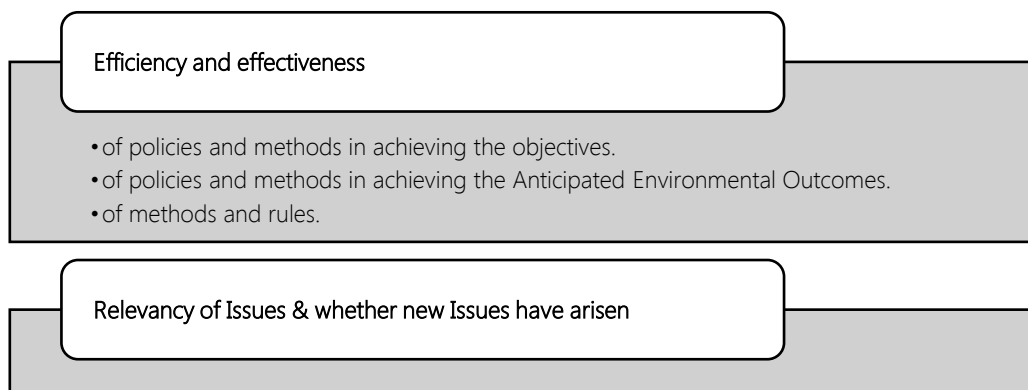 Efficiency and effectiveness
•of policies and methods in achieving the objectives.
•of policies and methods in achieving the Anticipated Environmental Outcomes.
•of methods and rules.
Relevancy of Issues & whether new Issues have arisen